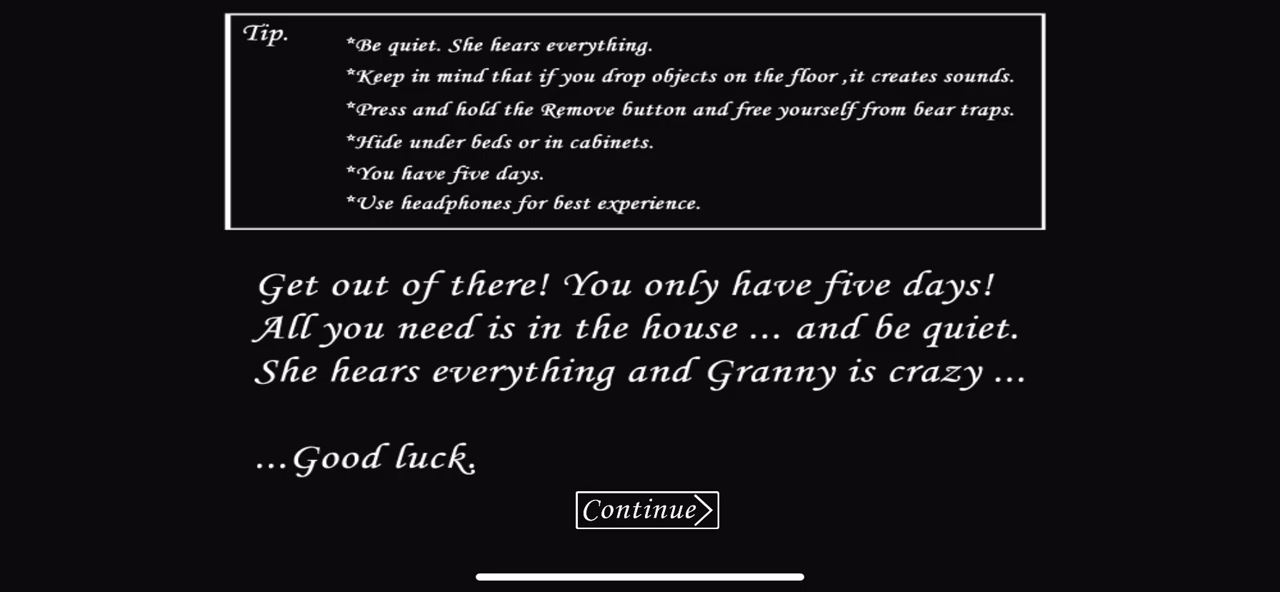 Tip.
*Be quiet. She hears everything.
*Keep in mind that if you drop objects on the floor ,it creates sounds.
*Press and hold the Remove button and free yourself from bear traps.
*Hide under beds or in cabinets.
*You have five days.
*Use headphones for best experience.
Get out of there! You only have five days!
All you need is in the house ... and be quiet.
She hears everything and Granny is crazy ...
...Good luck.
Continue